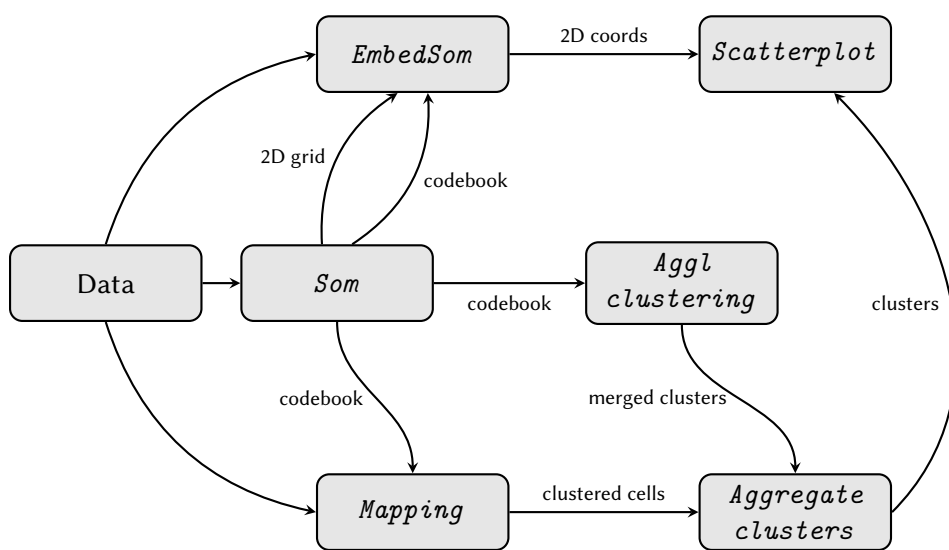 EmbedSom
2D coords
Scatterplot
2D grid
codebook
Data
Som
codebook
Aggl
clustering
clusters
codebook
merged clusters
Mapping
clustered cells
Aggregate
clusters